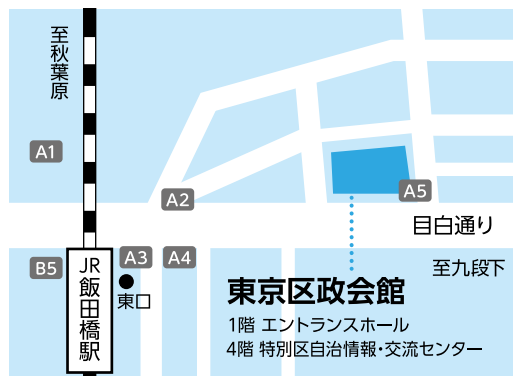 至秋葉原
A1
A2
A5
目白通り
至九段下
B5
JR飯田橋駅
A3
A4
東口
東京区政会館
1階 エントランスホール
4階 特別区自治情報・交流センター